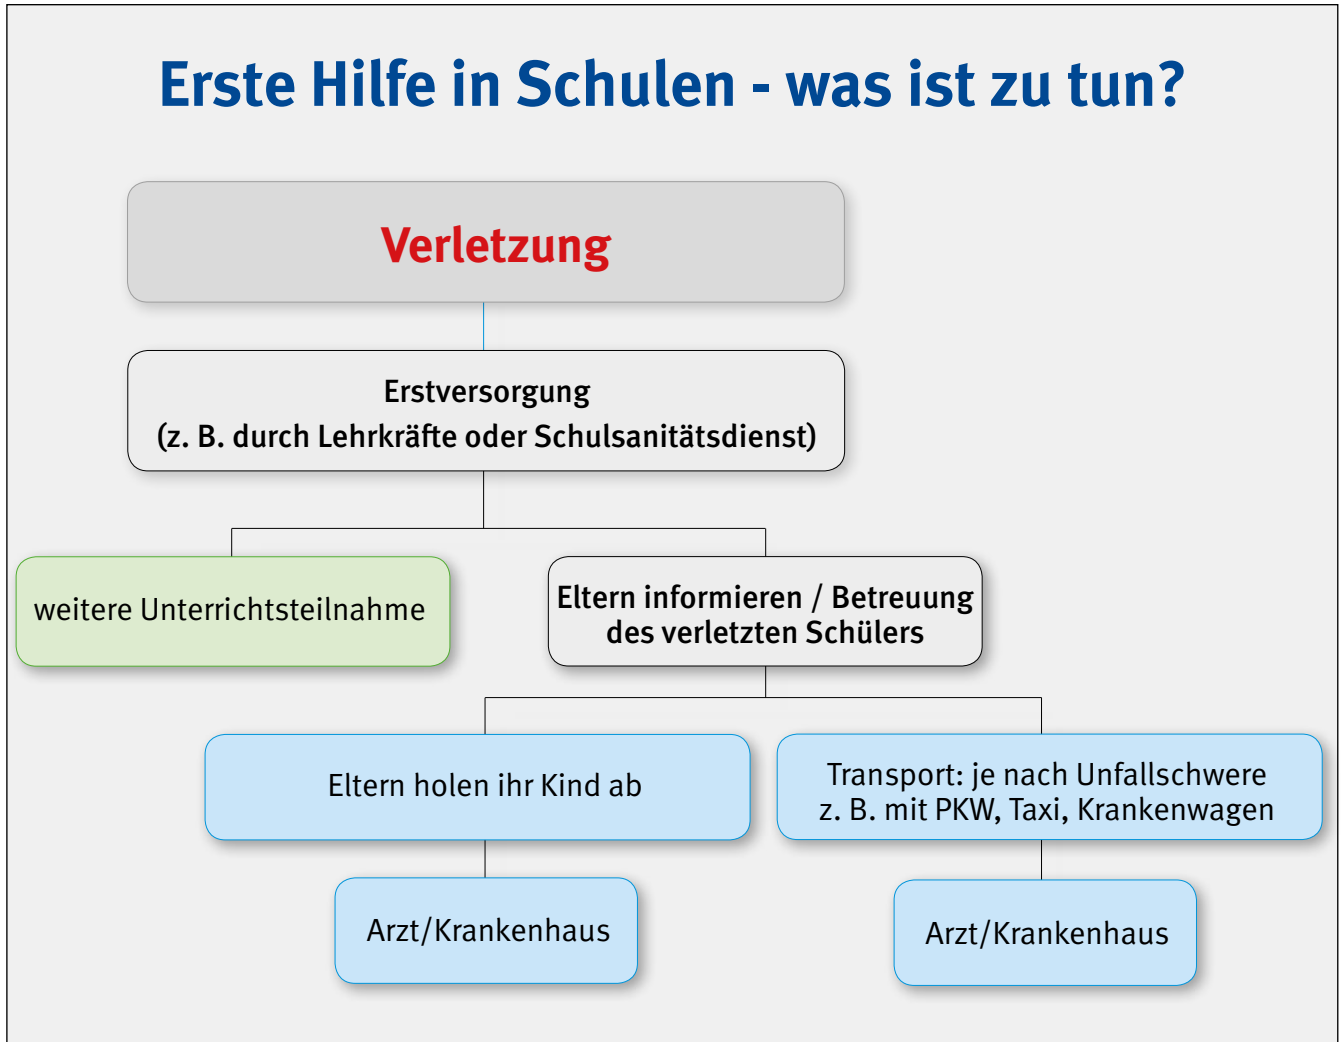 Erste Hilfe in Schulen - was ist zu tun?
Verletzung
Erstversorgung
(z. B. durch Lehrkräfte oder Schulsanitätsdienst)
weitere Unterrichtsteilnahme
Eltern informieren / Betreuung
des verletzten Schülers
Eltern holen ihr Kind ab
Transport: je nach Unfallschwere
z. B. mit PKW, Taxi, Krankenwagen
Arzt/Krankenhaus
Arzt/Krankenhaus